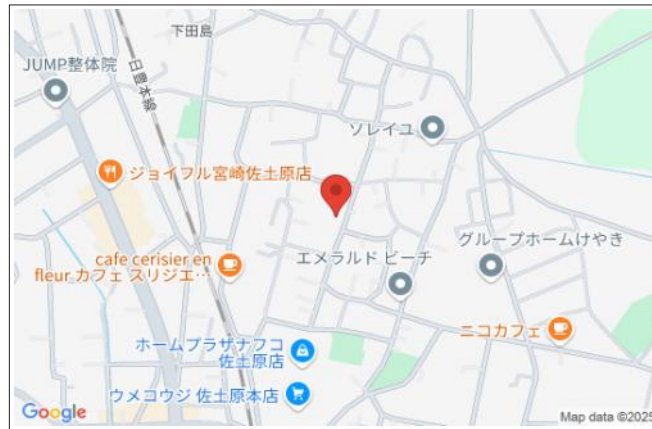 下田島
JUMP整体院
日豊本線
ソレイユ
ジョイフル宮崎佐土原店
cafe cerisier en
fleur カフェ スリジエ…
エメラルド ビーチ
グループホームけやき
ニコカフェ
ホームプラザナフコ
佐土原店
ウメコウジ 佐土原本店
Google
Map data ©2025